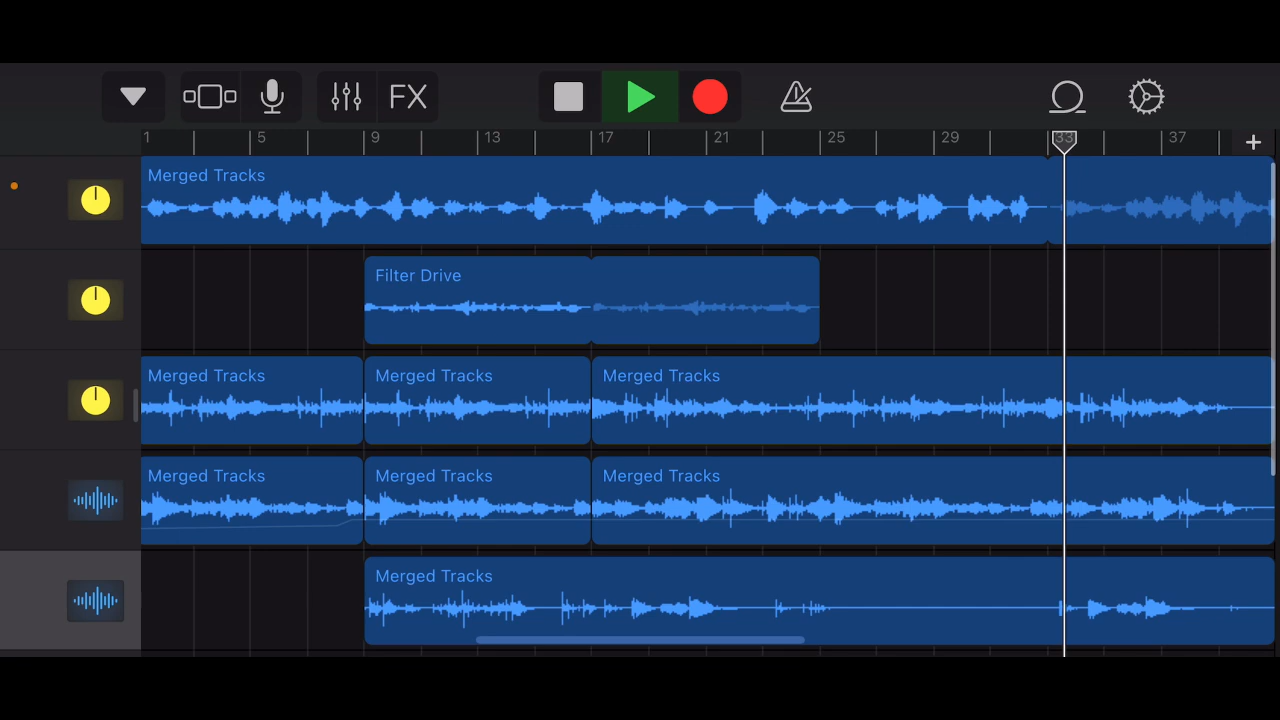 FX
1 5 9 13 17 21 25 29 33 37 +
Merged Tracks
Filter Drive
Merged Tracks Merged Tracks Merged Tracks
Merged Tracks Merged Tracks Merged Tracks
Merged Tracks